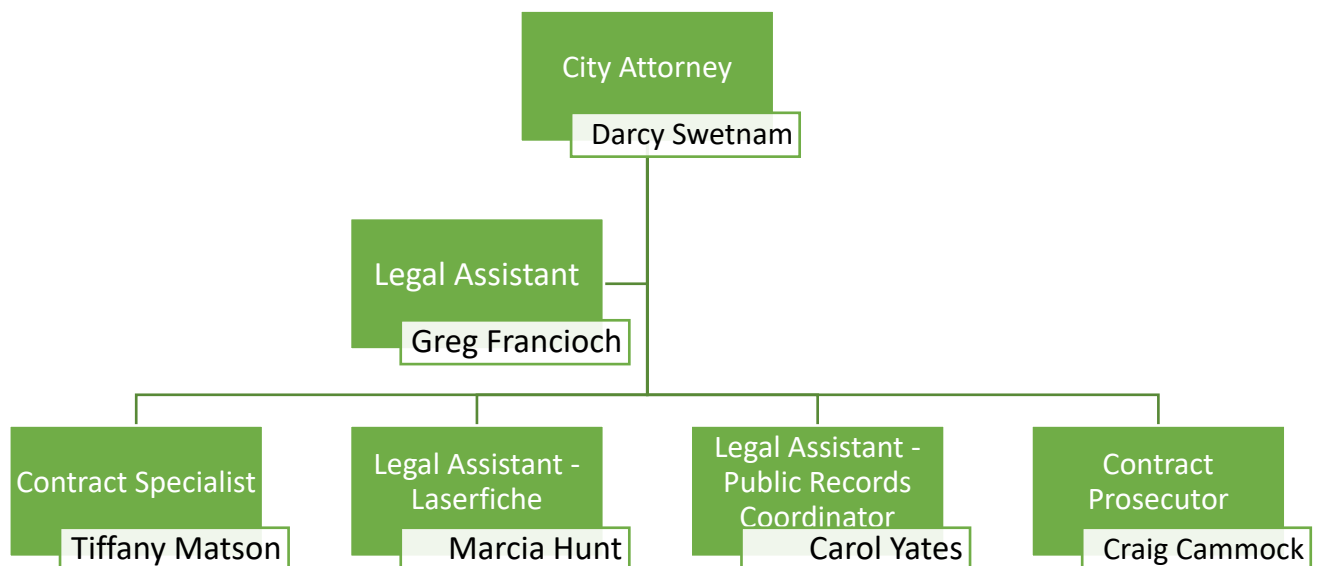 City Attorney
Darcy Swetnam
Legal Assistant
Greg Francioch
Contract Specialist
Tiffany Matson
Legal Assistant -
Laserfiche
Marcia Hunt
Legal Assistant -
Public Records
Coordinator
Carol Yates
Contract
Prosecutor
Craig Cammock